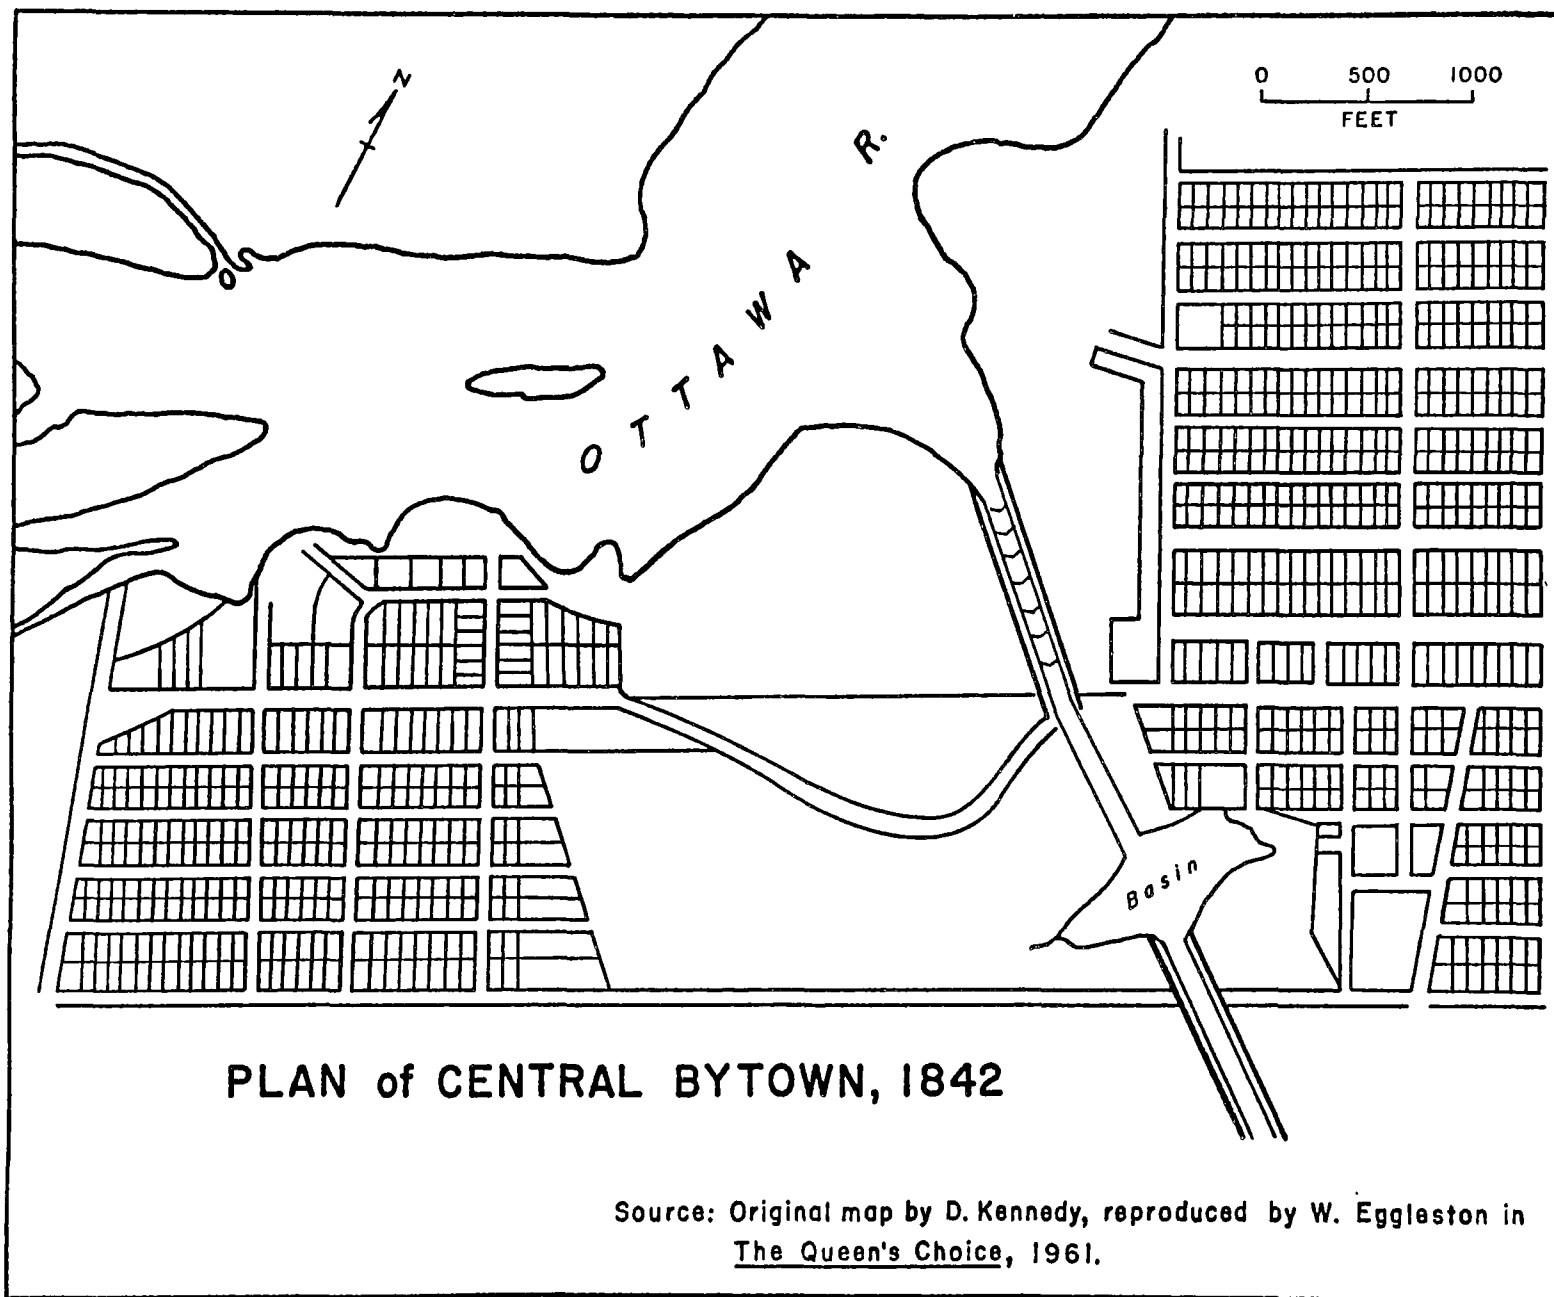 N
0 500 1000
FEET
OTTAWA R.
Basin
PLAN of CENTRAL BYTOWN, 1842
Source: Original map by D. Kennedy, reproduced by W. Eggleston in
The Queen's Choice, 1961.